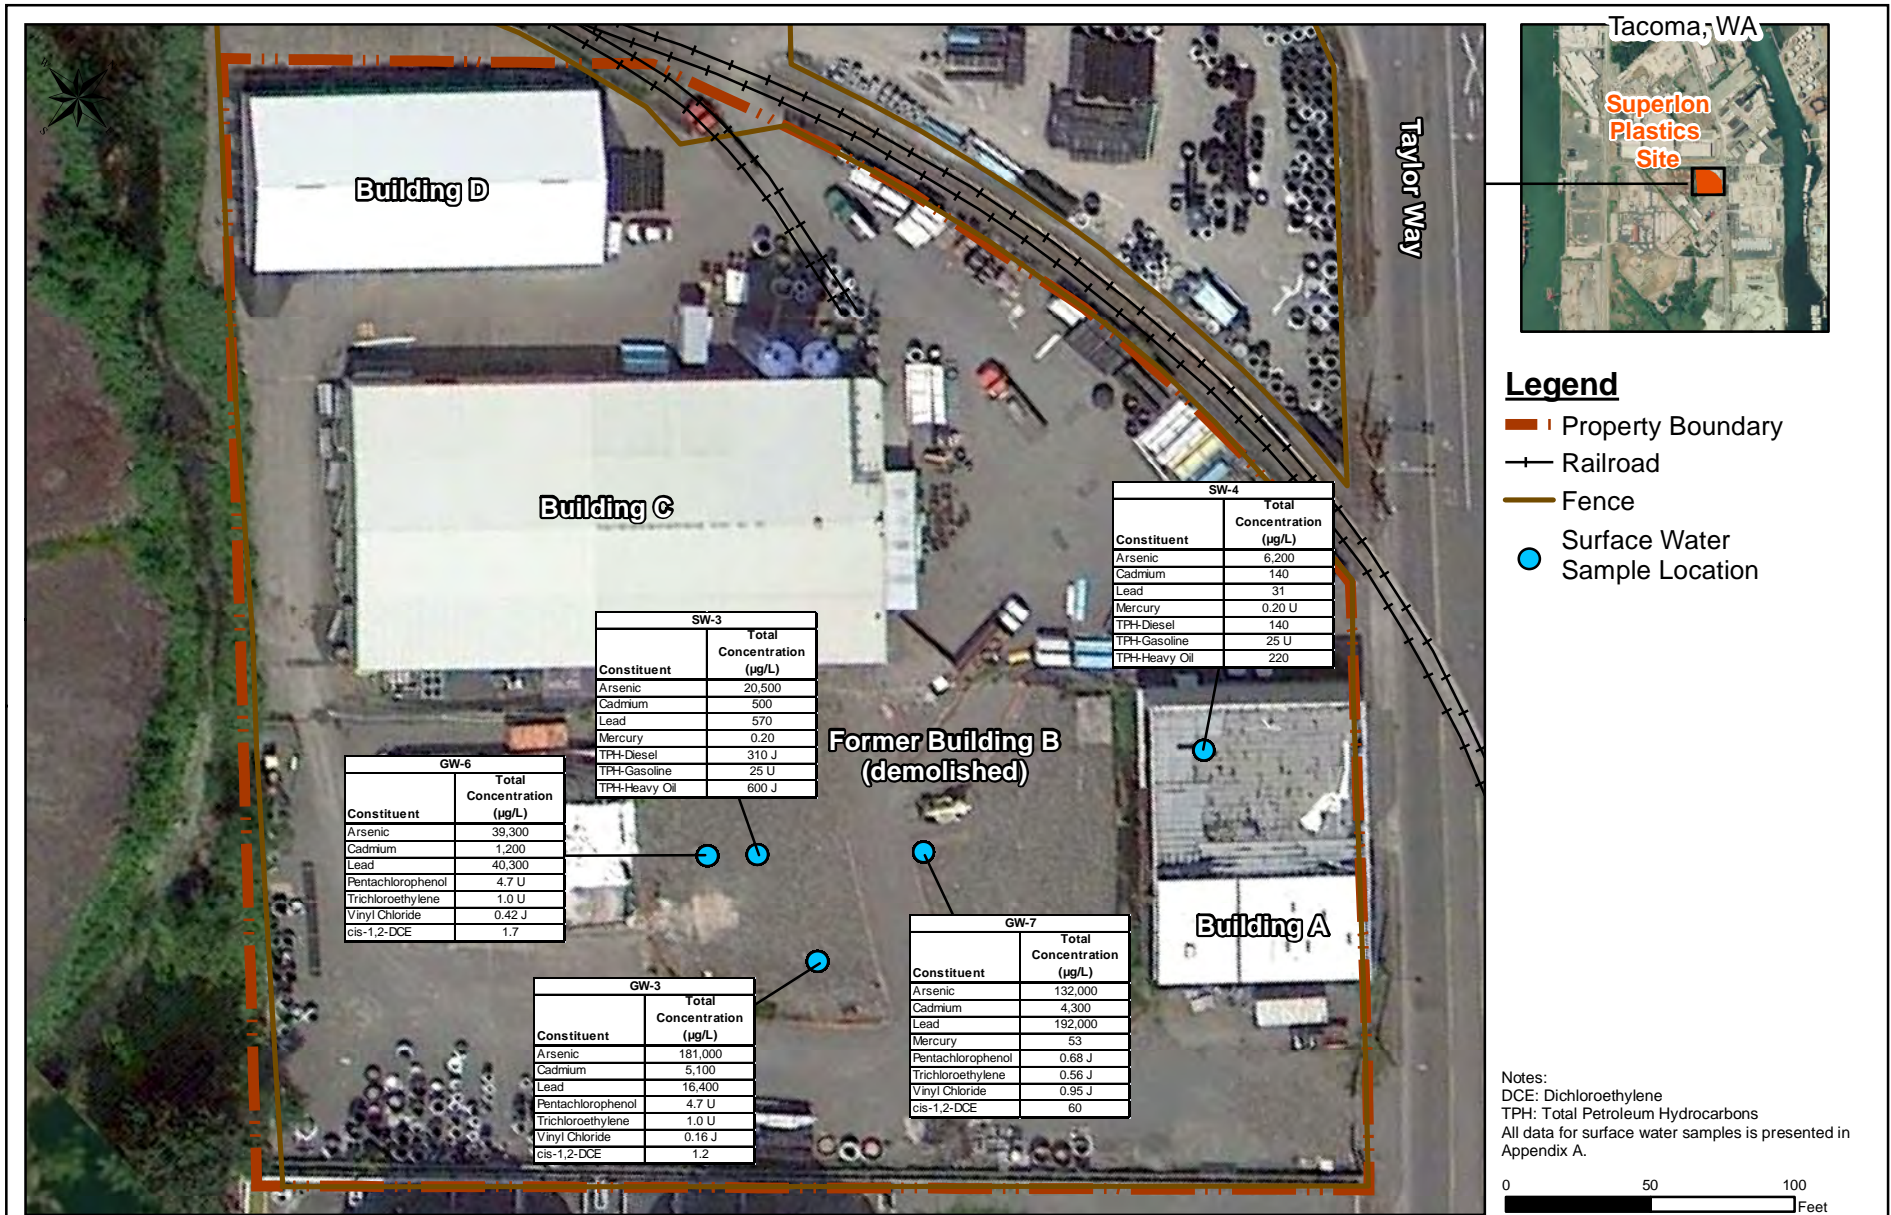 Tacoma, WA
Superlon
Plastics
Site
W
S
Taylor Way
Building D
Building C
Former Building B
(demolished)
Building A
SW-4
Constituent Total Concentration (µg/L)
Arsenic 6,200
Cadmium 140
Lead 31
Mercury 0.20 U
TPH-Diesel 140
TPH-Gasoline 25 U
TPH-Heavy Oil 220
SW-3
Constituent Total Concentration (µg/L)
Arsenic 20,500
Cadmium 500
Lead 570
Mercury 0.20
TPH-Diesel 310 J
TPH-Gasoline 25 U
TPH-Heavy Oil 600 J
GW-6
Constituent Total Concentration (µg/L)
Arsenic 39,300
Cadmium 1,200
Lead 40,300
Pentachlorophenol 4.7 U
Trichloroethylene 1.0 U
Vinyl Chloride 0.42 J
cis-1,2-DCE 1.7
GW-7
Constituent Total Concentration (µg/L)
Arsenic 132,000
Cadmium 4,300
Lead 192,000
Mercury 53
Pentachlorophenol 0.68 J
Trichloroethylene 0.56 J
Vinyl Chloride 0.95 J
cis-1,2-DCE 60
GW-3
Constituent Total Concentration (µg/L)
Arsenic 181,000
Cadmium 5,100
Lead 16,400
Pentachlorophenol 4.7 U
Trichloroethylene 1.0 U
Vinyl Chloride 0.16 J
cis-1,2-DCE 1.2
Legend
Property Boundary
Railroad
Fence
Surface Water
Sample Location
Notes:
DCE: Dichloroethylene
TPH: Total Petroleum Hydrocarbons
All data for surface water samples is presented in
Appendix A.
0 50 100
Feet